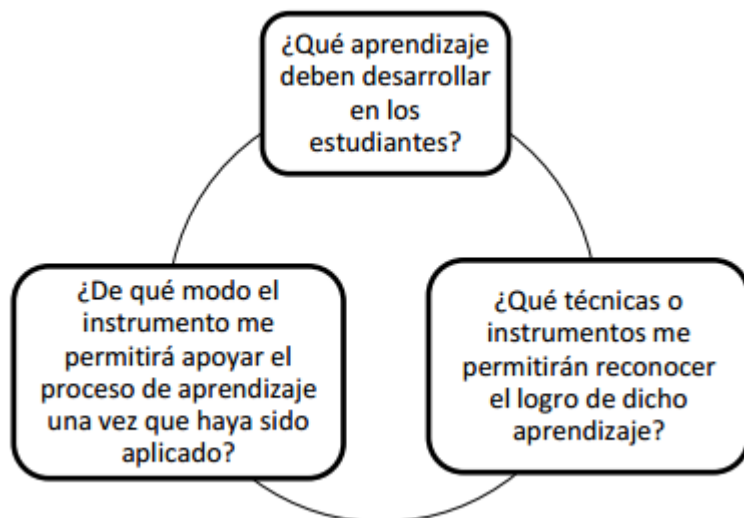 ¿Qué aprendizaje
deben desarrollar
en los
estudiantes?
¿De qué modo el
instrumento me
permitirá apoyar el
proceso de aprendizaje
una vez que haya sido
aplicado?
¿Qué técnicas o
instrumentos me
permitirán reconocer
el logro de dicho
aprendizaje?